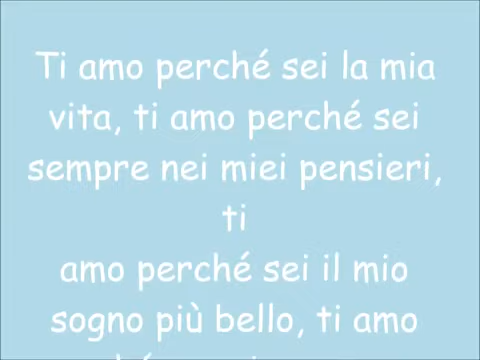 Ti amo perché sei la mia
vita, ti amo perché sei
sempre nei miei pensieri,
ti
amo perché sei il mio
sogno più bello, ti amo